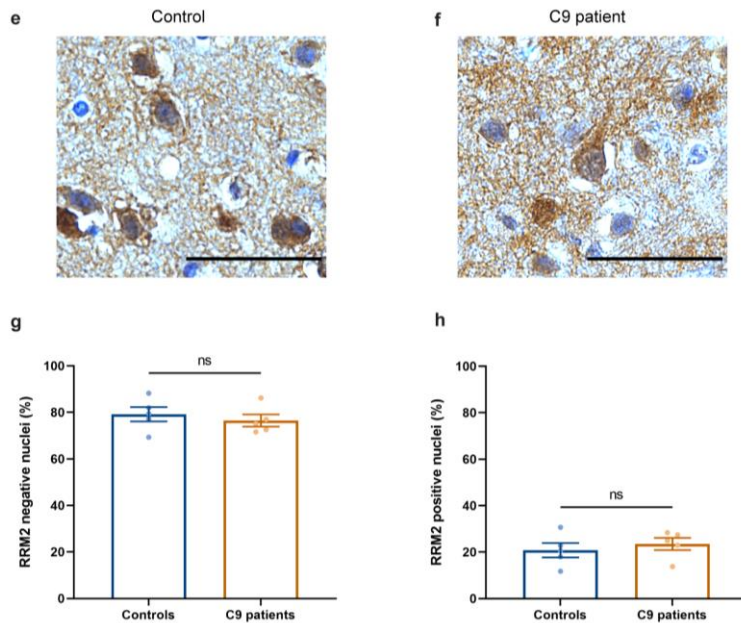 e Control f C9 patient
g h
ns
RRM2 negative nuclei (%)
100
80
60
40
20
0
Controls C9 patients
ns
RRM2 positive nuclei (%)
100
80
60
40
20
0
Controls C9 patients